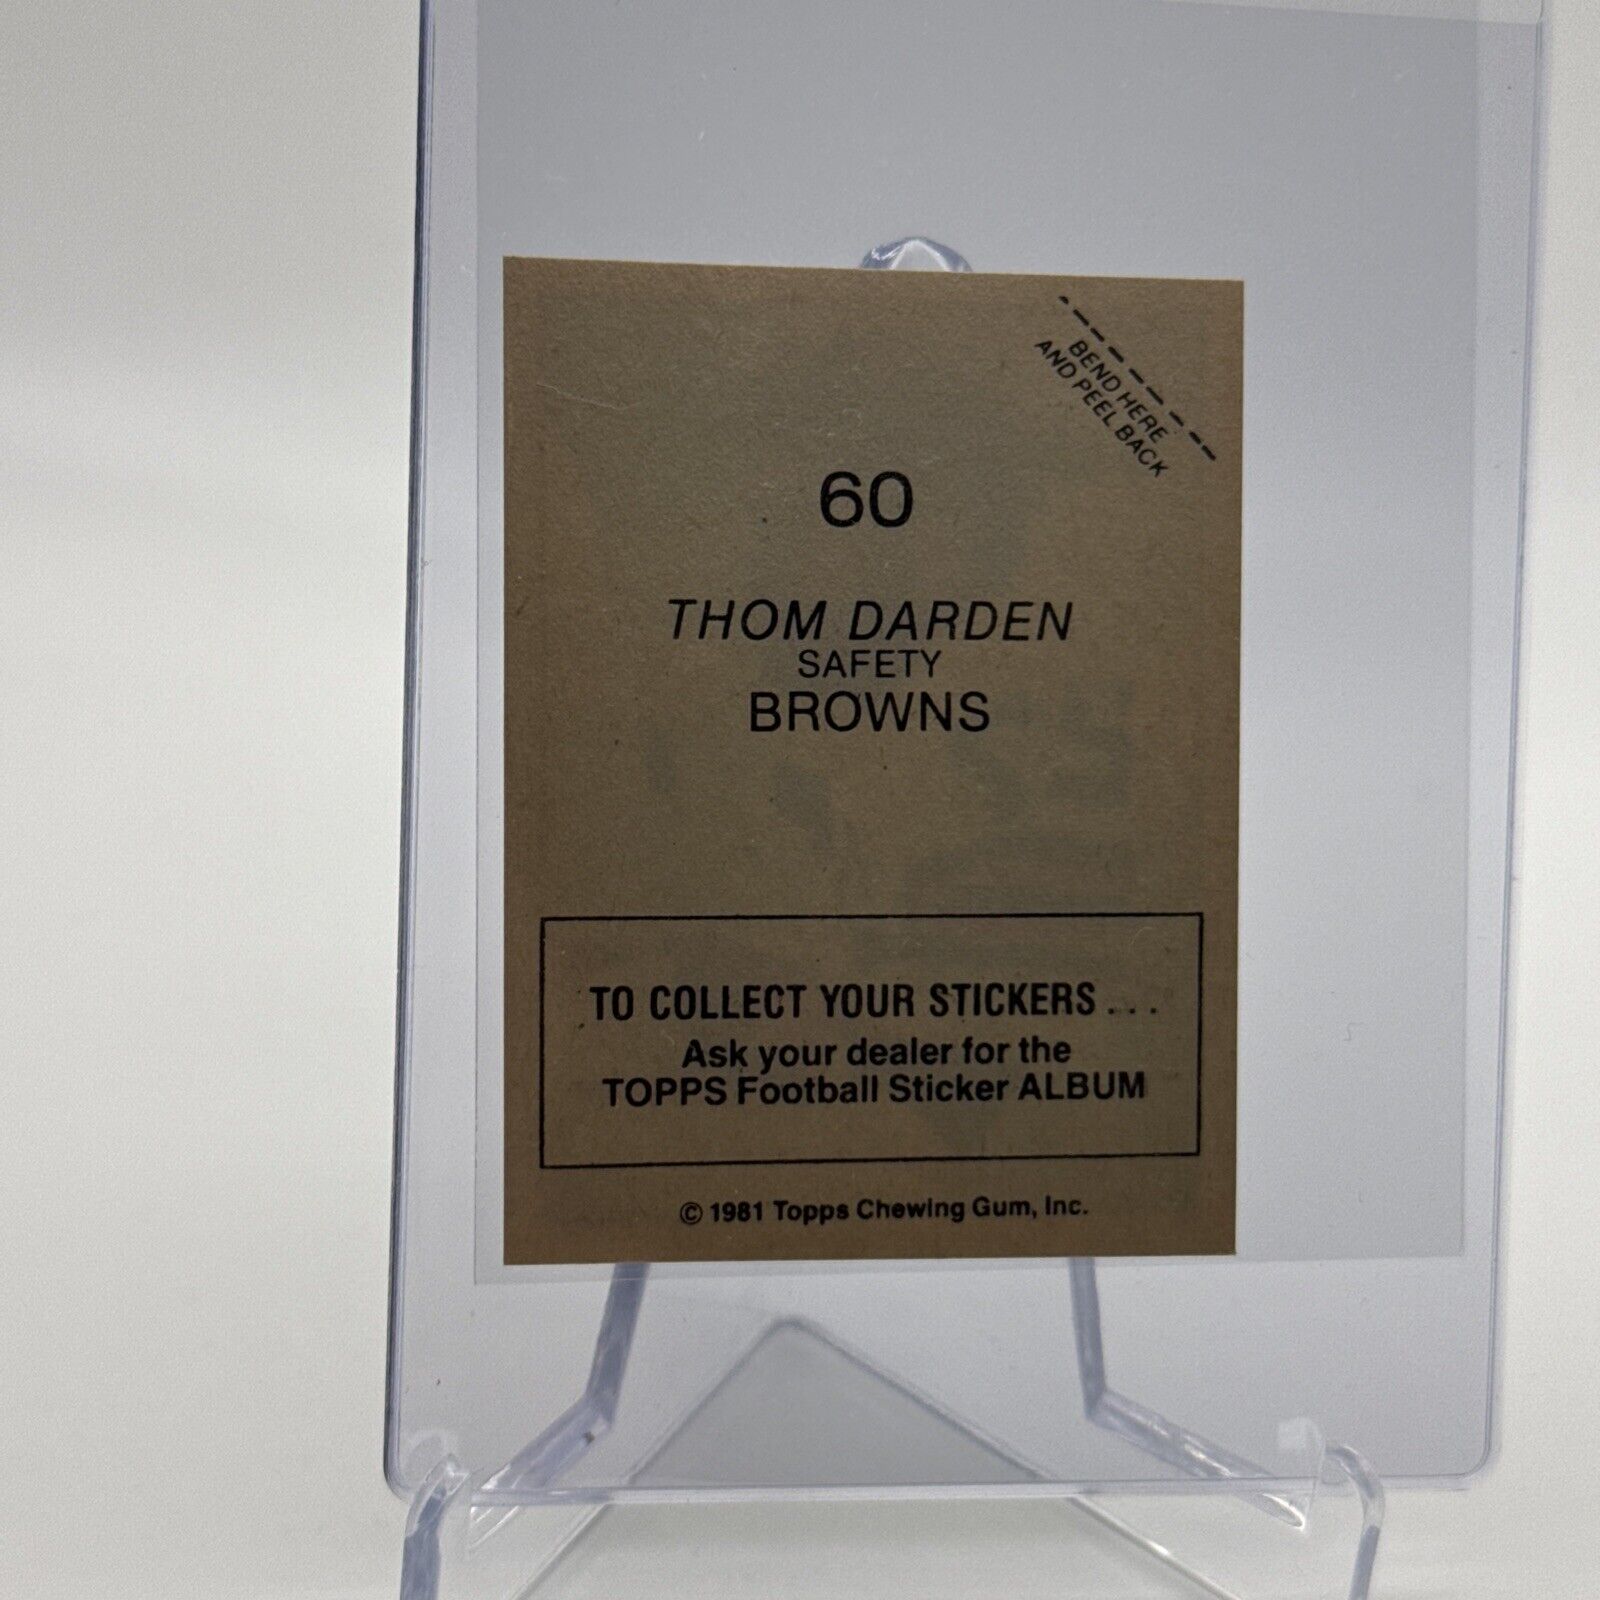 BEND HERE
AND PEEL BACK
60
THOM DARDEN
SAFETY
BROWNS
TO COLLECT YOUR STICKERS...
Ask your dealer for the
TOPPS Football Sticker ALBUM
© 1981 Topps Chewing Gum, Inc.